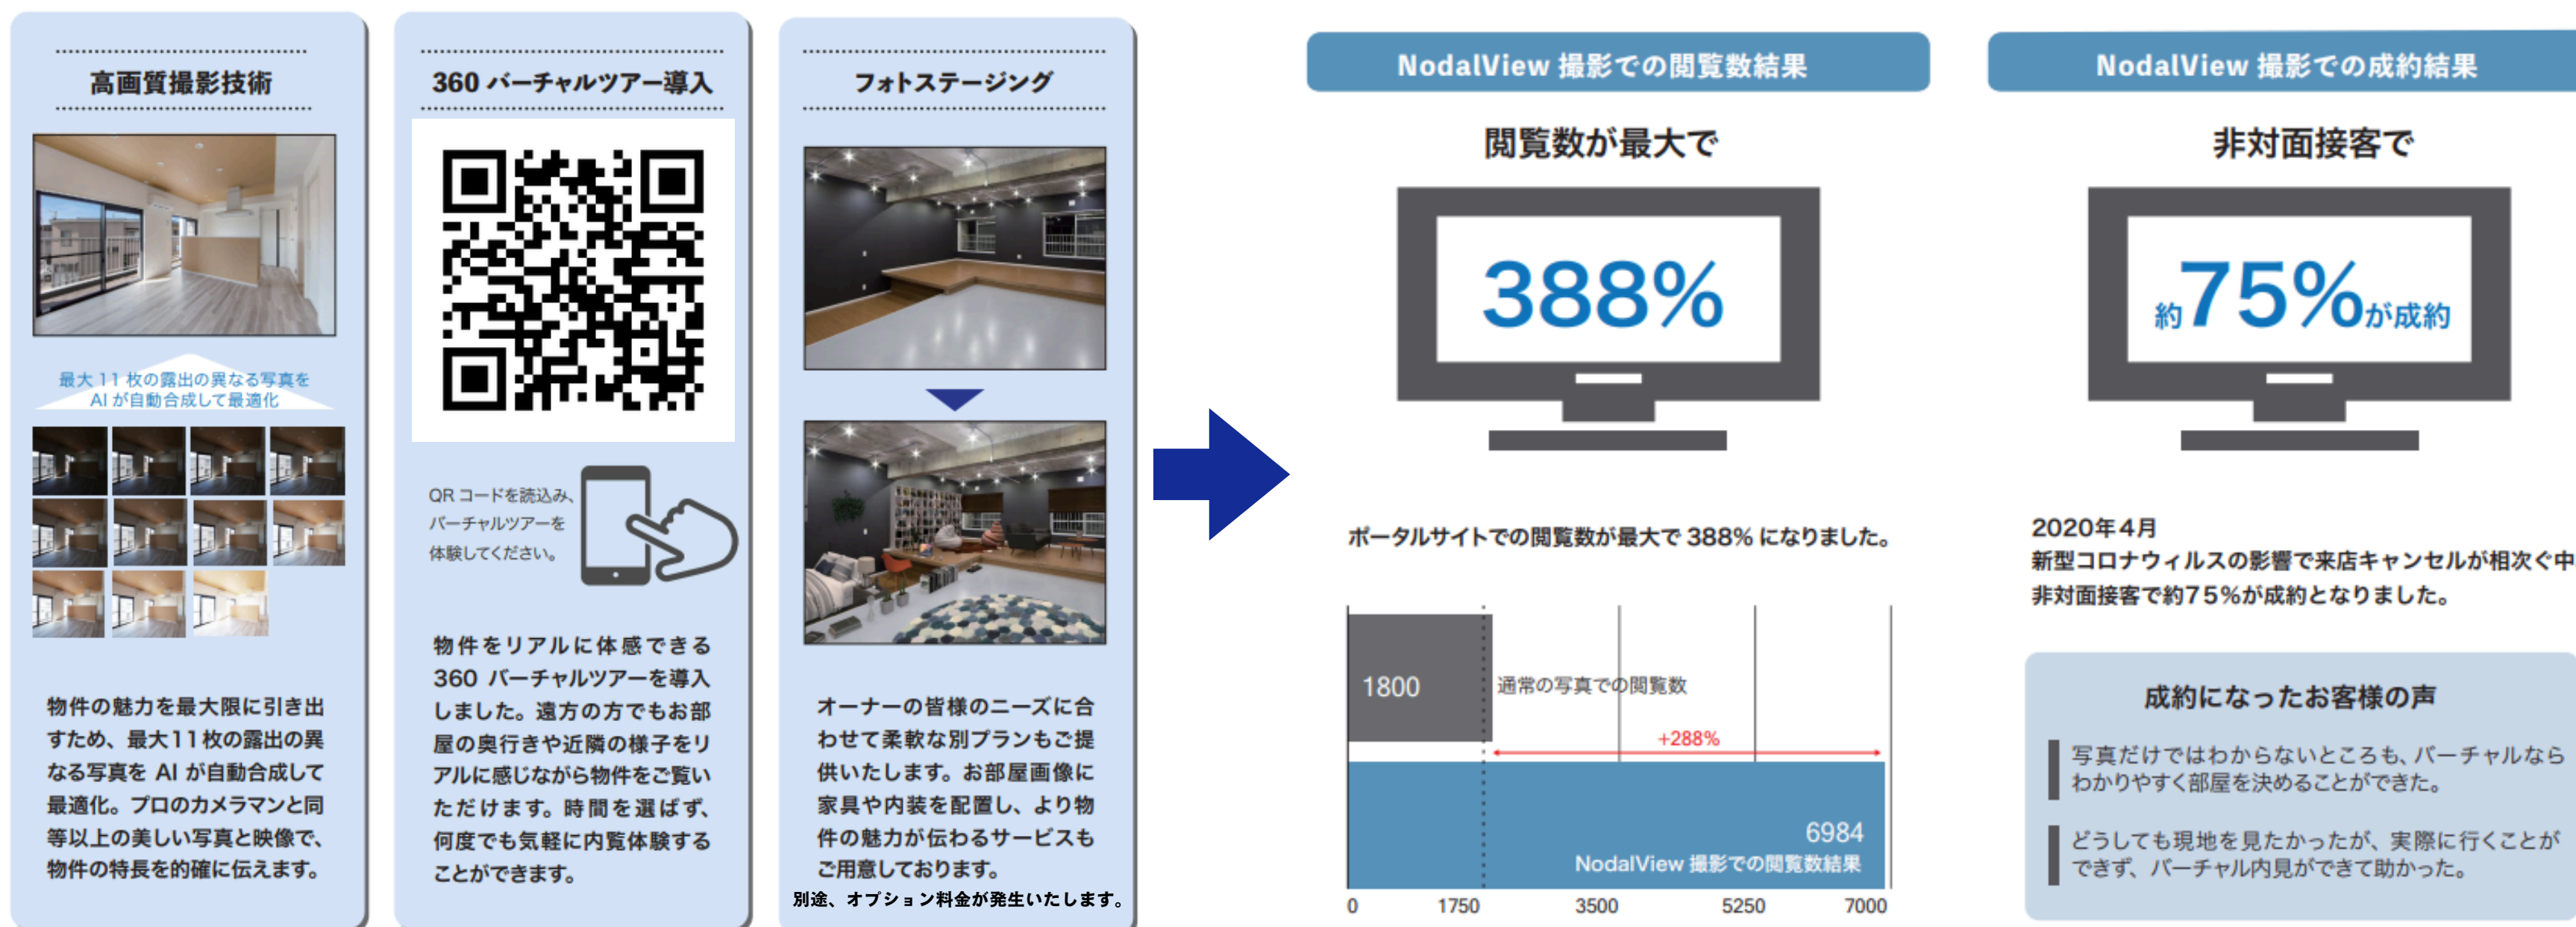 高画質撮影技術
最大 11 枚の露出の異なる写真を
AI が自動合成して最適化
物件の魅力を最大限に引き出
すため、最大11枚の露出の異
なる写真を AI が自動合成して
最適化。プロのカメラマンと同
等以上の美しい写真と映像で、
物件の特長を的確に伝えます。
360 バーチャルツアー導入
QR コードを読込み、
バーチャルツアーを
体験してください。
物件をリアルに体感できる
360 バーチャルツアーを導入
しました。遠方の方でもお部
屋の奥行きや近隣の様子をリ
アルに感じながら物件をご覧い
ただけます。時間を選ばず、
何度でも気軽に内覧体験する
ことができます。
フォトステージング
オーナーの皆様のニーズに合
わせて柔軟な別プランもご提
供いたします。お部屋画像に
家具や内装を配置し、より物
件の魅力が伝わるサービスも
ご用意しております。
別途、オプション料金が発生いたします。
NodalView 撮影での閲覧数結果
閲覧数が最大で
388%
ポータルサイトでの閲覧数が最大で 388% になりました。
1800
通常の写真での閲覧数
+288%
6984
NodalView 撮影での閲覧数結果
0 1750 3500 5250 7000
NodalView 撮影での成約結果
非対面接客で
約75%が成約
2020年4月
新型コロナウィルスの影響で来店キャンセルが相次ぐ中
非対面接客で約75%が成約となりました。
成約になったお客様の声
写真だけではわからないところも、バーチャルなら
わかりやすく部屋を決めることができた。
どうしても現地を見たかったが、実際に行くことが
できず、バーチャル内見ができて助かった。